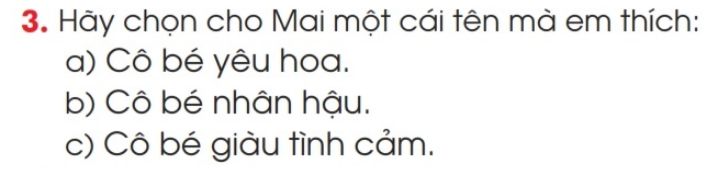 3. Hãy chọn cho Mai một cái tên mà em thích:
a) Cô bé yêu hoa.
b) Cô bé nhân hậu.
c) Cô bé giàu tình cảm.